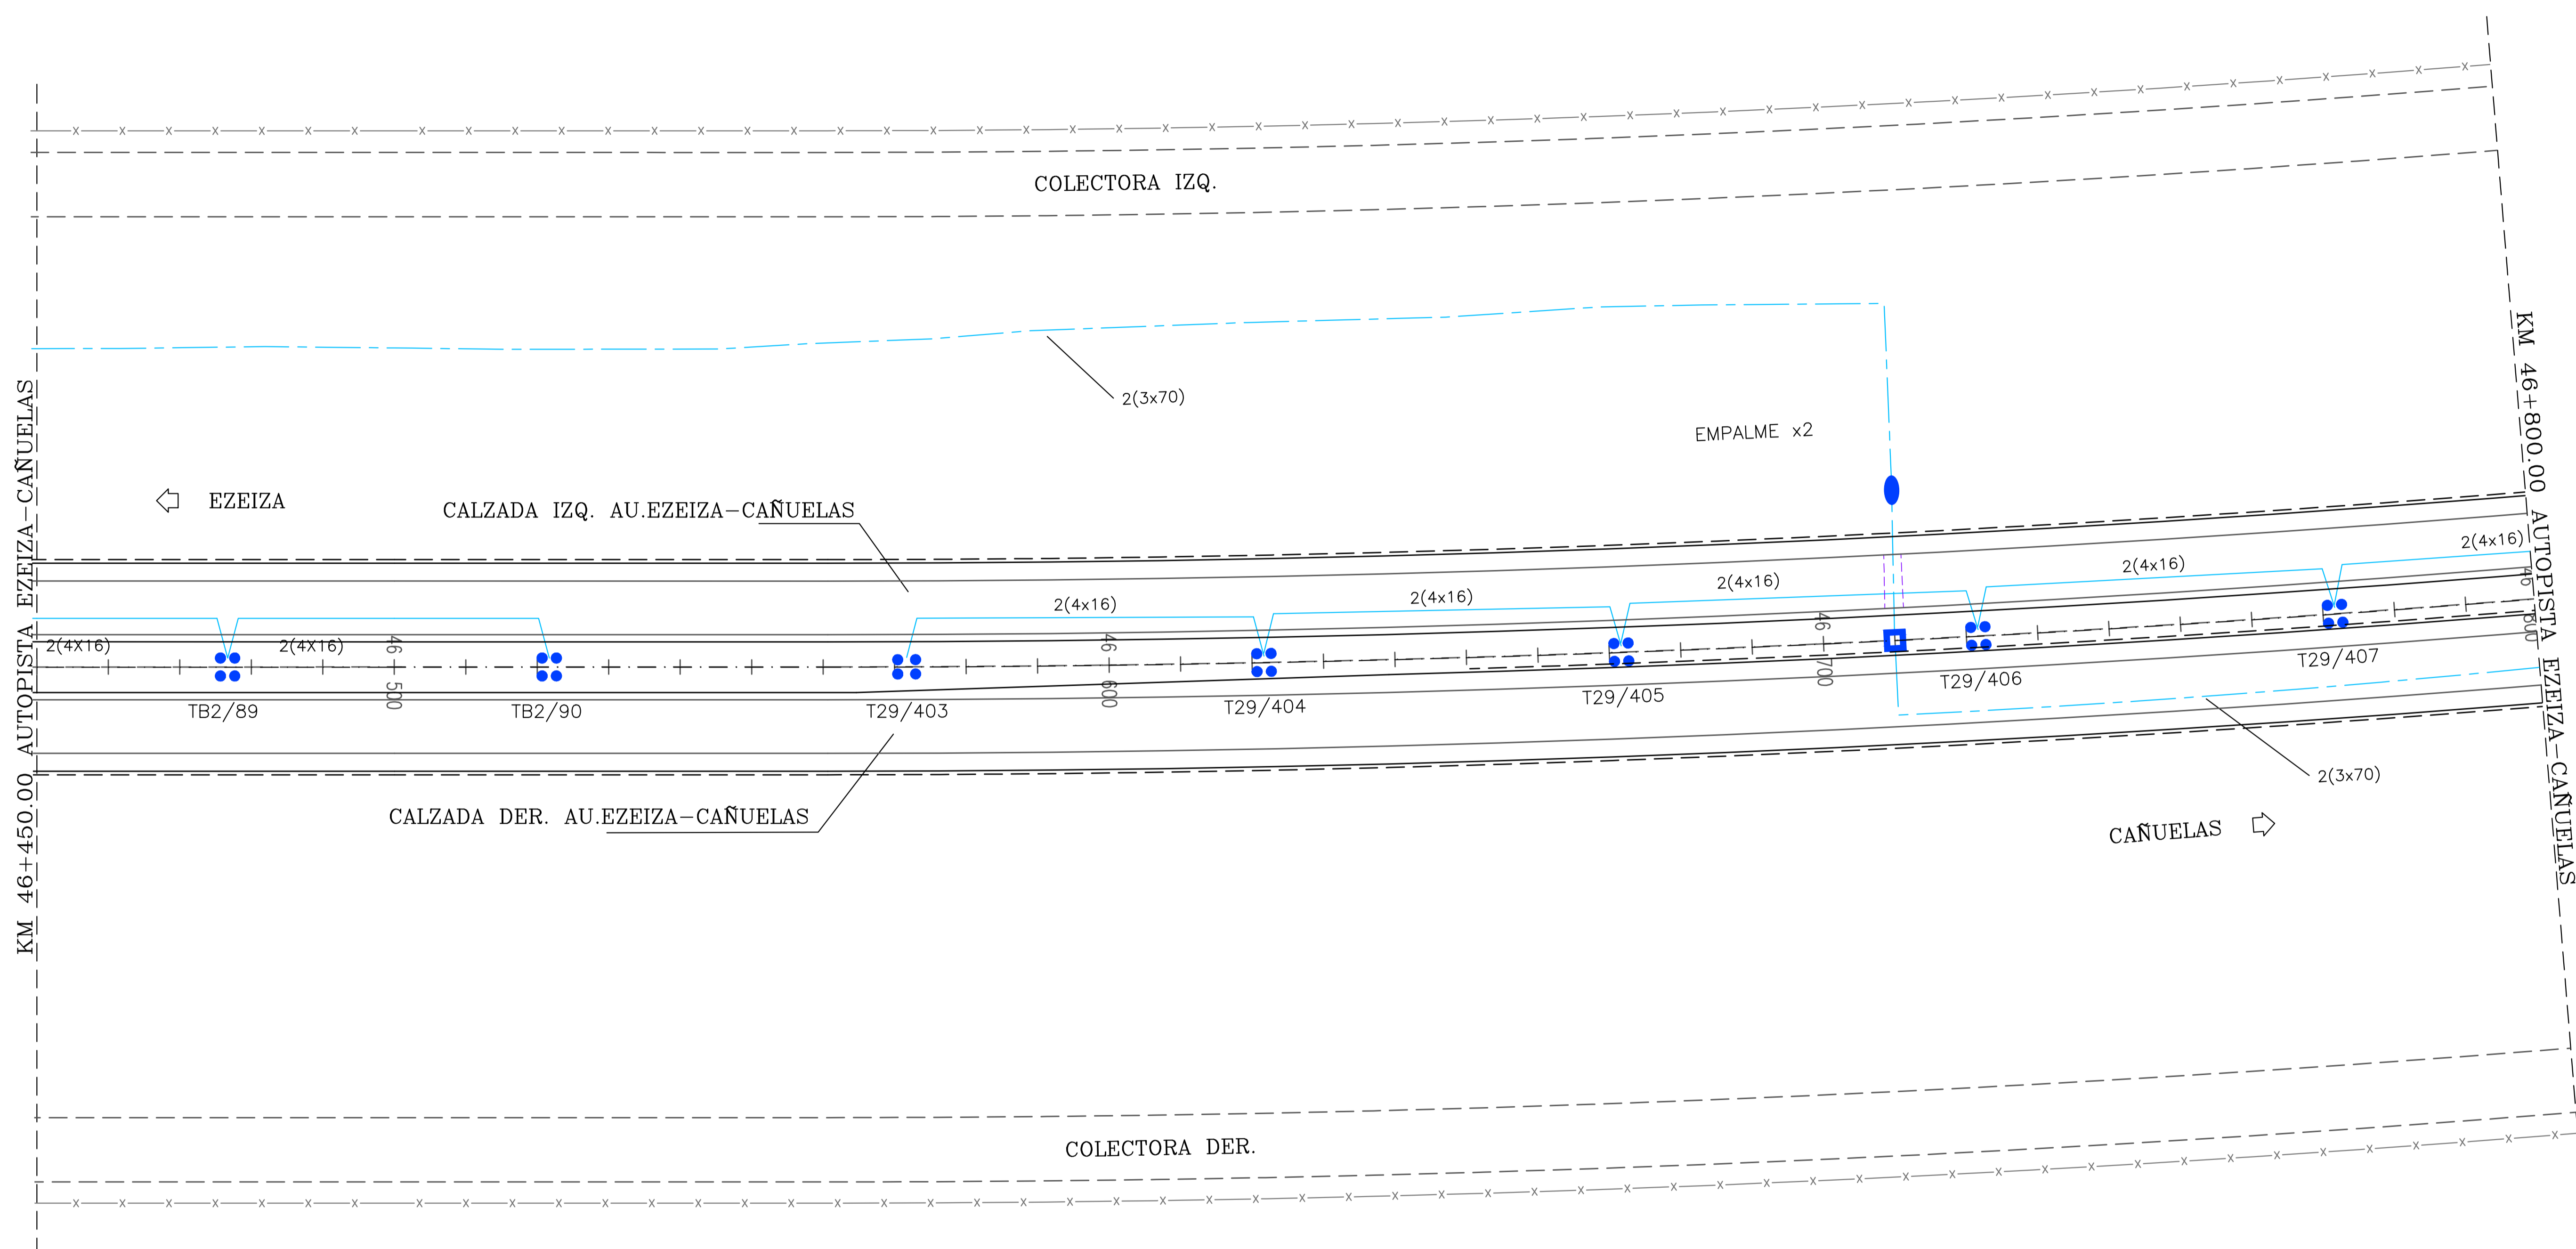 COLECTORA IZQ.
2(3x70)
EMPALME x2
KM 46+450.00 AUTOPISTA EZEIZA-CAÑUELAS
KM 46+800.00 AUTOPISTA EZEIZA-CAÑUELAS
EZEIZA
CALZADA IZQ. AU.EZEIZA-CAÑUELAS
2(4X16)
2(4X16)
2(4x16)
2(4x16)
2(4x16)
2(4x16)
2(4x16)
46
500
46
600
46
700
46
800
TB2/89
TB2/90
T29/403
T29/404
T29/405
T29/406
T29/407
2(3x70)
CALZADA DER. AU.EZEIZA-CAÑUELAS
CAÑUELAS
COLECTORA DER.